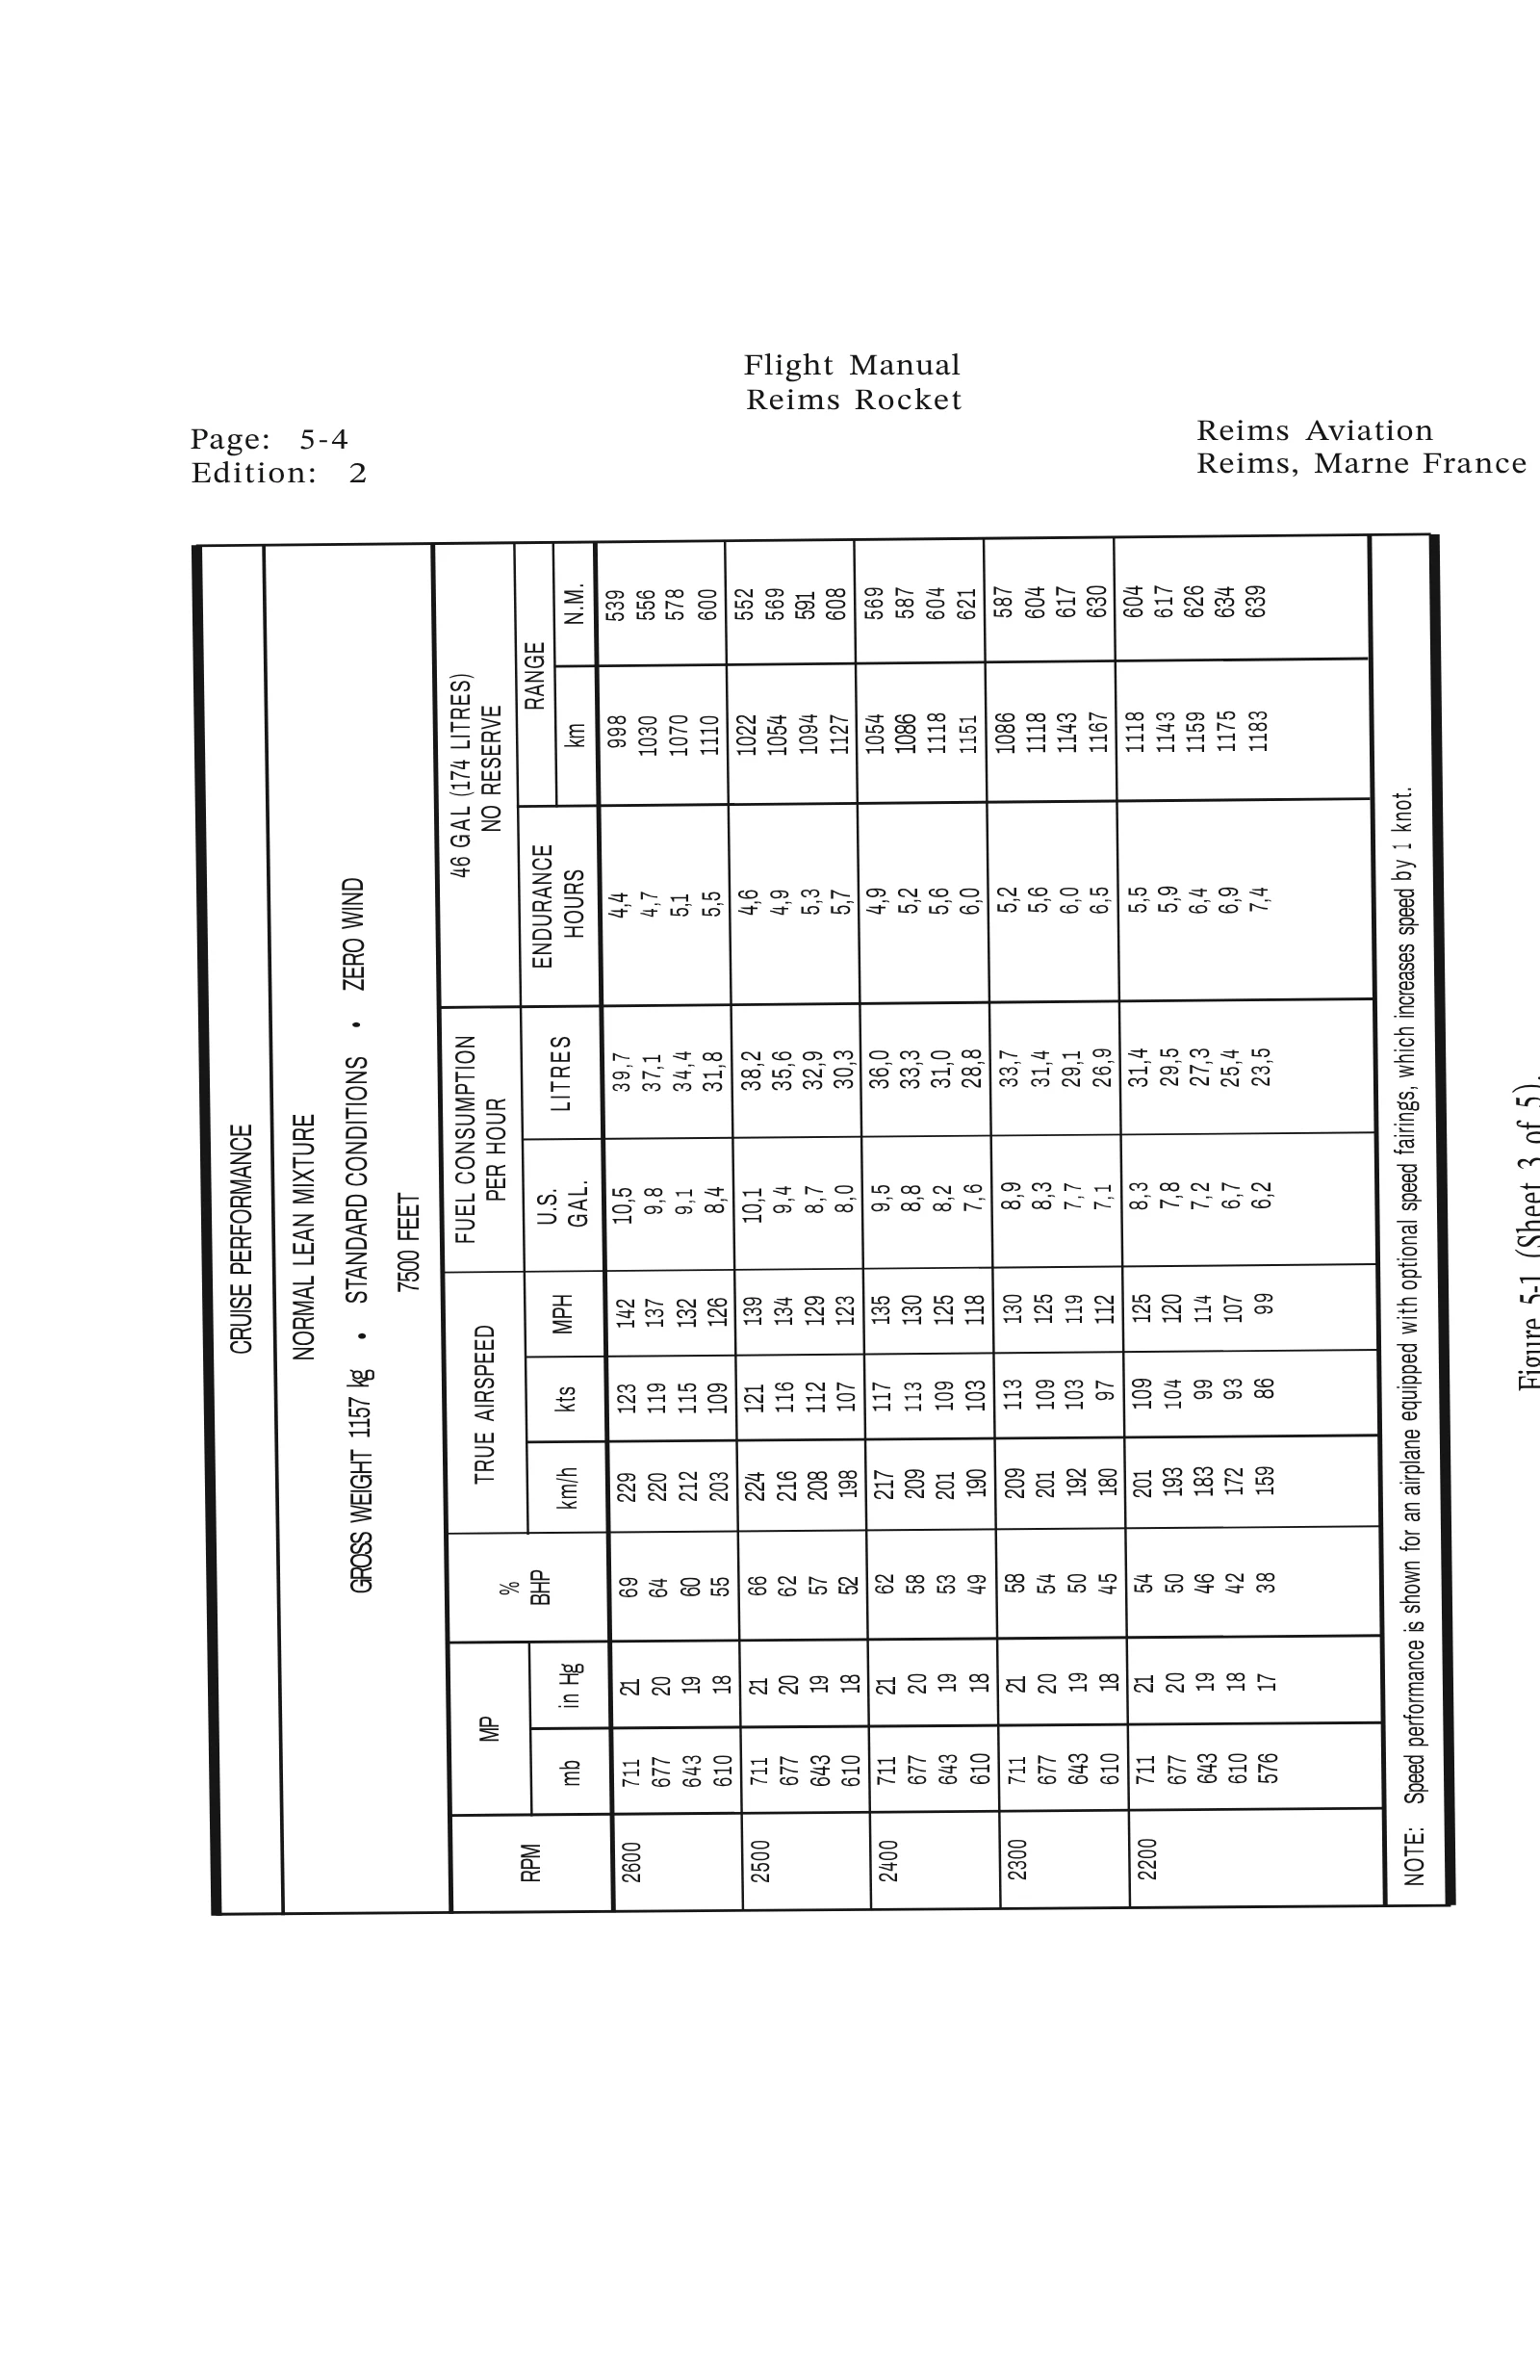 Flight Manual
Reims Rocket
Page: 5-4
Edition: 2
Reims Aviation
Reims, Marne France
CRUISE PERFORMANCE
NORMAL LEAN MIXTURE
GROSS WEIGHT 1157 kg • STANDARD CONDITIONS • ZERO WIND
7500 FEET
RPM MP % BHP TRUE AIRSPEED FUEL CONSUMPTION PER HOUR 46 GAL (174 LITRES) NO RESERVE
mb in Hg km/h kts MPH U.S. GAL. LITRES ENDURANCE HOURS RANGE km N.M.
2600 711 21 69 229 123 142 10,5 39,7 4,4 998 539
677 20 64 220 119 137 9,8 37,1 4,7 1030 556
643 19 60 212 115 132 9,1 34,4 5,1 1070 578
610 18 55 203 109 126 8,4 31,8 5,5 1110 600
2500 711 21 66 224 121 139 10,1 38,2 4,6 1022 552
677 20 62 216 116 134 9,4 35,6 4,9 1054 569
643 19 57 208 112 129 8,7 32,9 5,3 1094 591
610 18 52 198 107 123 8,0 30,3 5,7 1127 608
2400 711 21 62 217 117 135 9,5 36,0 4,9 1054 569
677 20 58 209 113 130 8,8 33,3 5,2 1086 587
643 19 53 201 109 125 8,2 31,0 5,6 1118 604
610 18 49 190 103 118 7,6 28,8 6,0 1151 621
2300 711 21 58 209 113 130 8,9 33,7 5,2 1086 587
677 20 54 201 109 125 8,3 31,4 5,6 1118 604
643 19 50 192 103 119 7,7 29,1 6,0 1143 617
610 18 45 180 97 112 7,1 26,9 6,5 1167 630
2200 711 21 54 201 109 125 8,3 31,4 5,5 1118 604
677 20 50 193 104 120 7,8 29,5 5,9 1143 617
643 19 46 183 99 114 7,2 27,3 6,4 1159 626
610 18 42 172 93 107 6,7 25,4 6,9 1175 634
576 17 38 159 86 99 6,2 23,5 7,4 1183 639
NOTE: Speed performance is shown for an airplane equipped with optional speed fairings, which increases speed by 1 knot.
Figure 5-1 (Sheet 3 of 5).